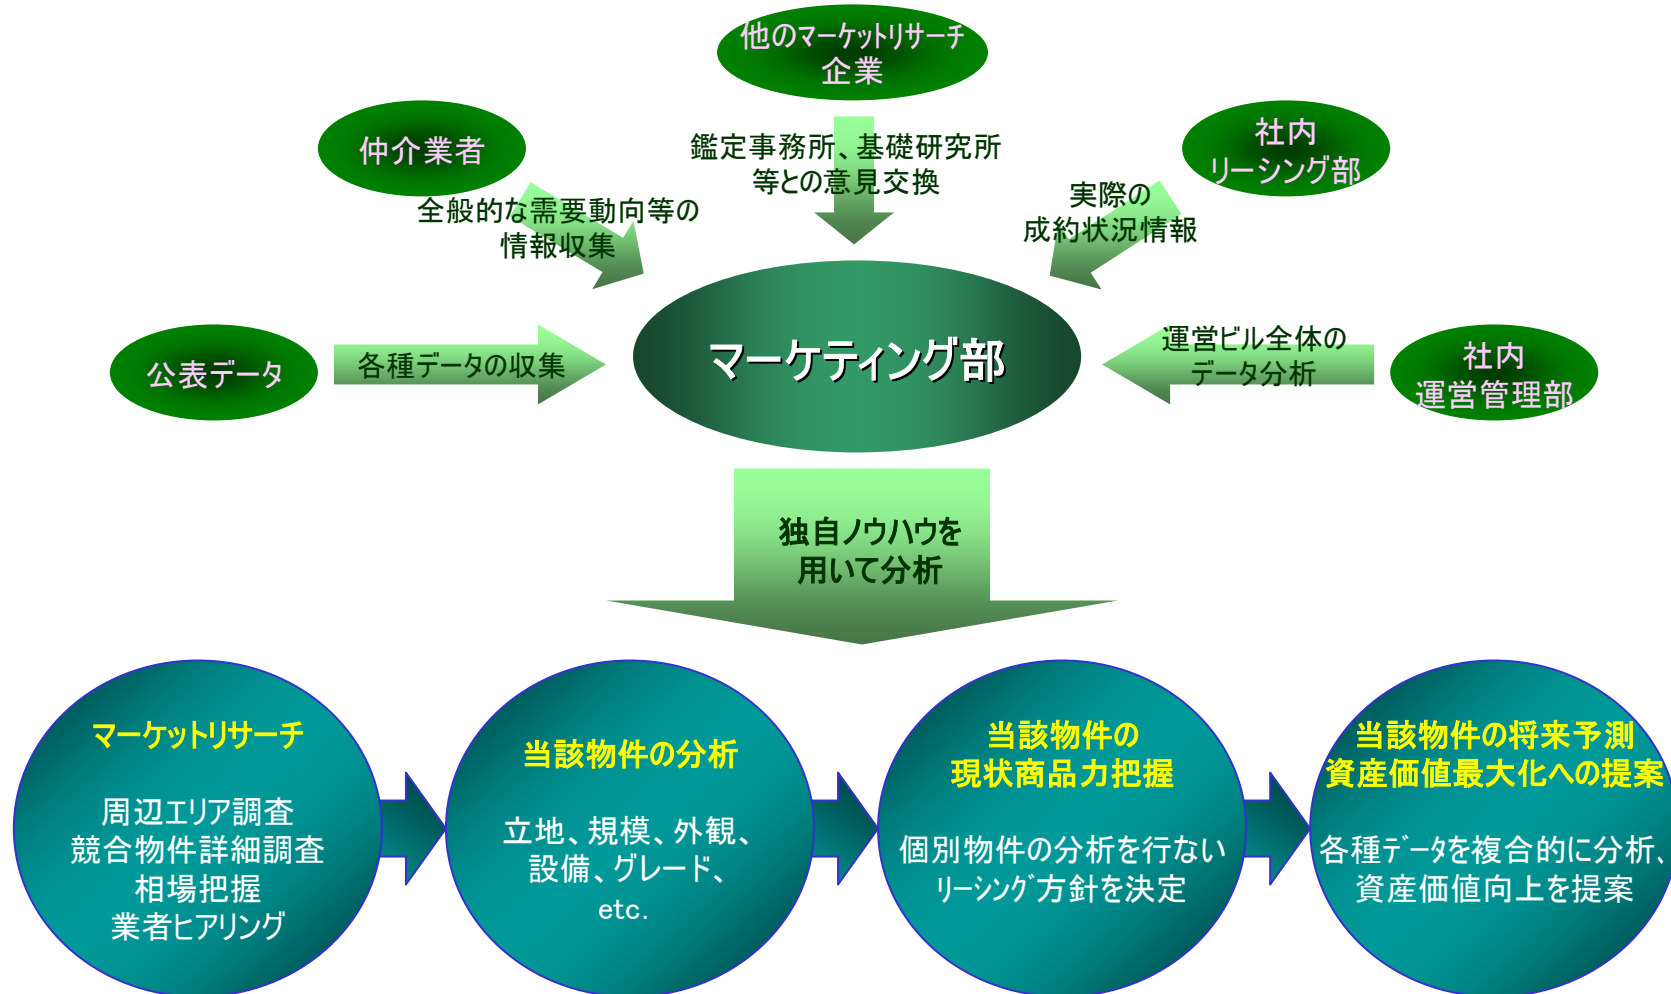 他のマーケットリサーチ
企業
仲介業者
社内
リーシング部
鑑定事務所、基礎研究所
等との意見交換
全般的な需要動向等の
情報収集
実際の
成約状況情報
公表データ
各種データの収集
マーケティング部
運営ビル全体の
データ分析
社内
運営管理部
独自ノウハウを
用いて分析
マーケットリサーチ
周辺エリア調査
競合物件詳細調査
相場把握
業者ヒアリング
当該物件の分析
立地、規模、外観、
設備、グレード、
etc.
当該物件の
現状商品力把握
個別物件の分析を行ない
リーシング方針を決定
当該物件の将来予測
資産価値最大化への提案
各種データを複合的に分析、
資産価値向上を提案